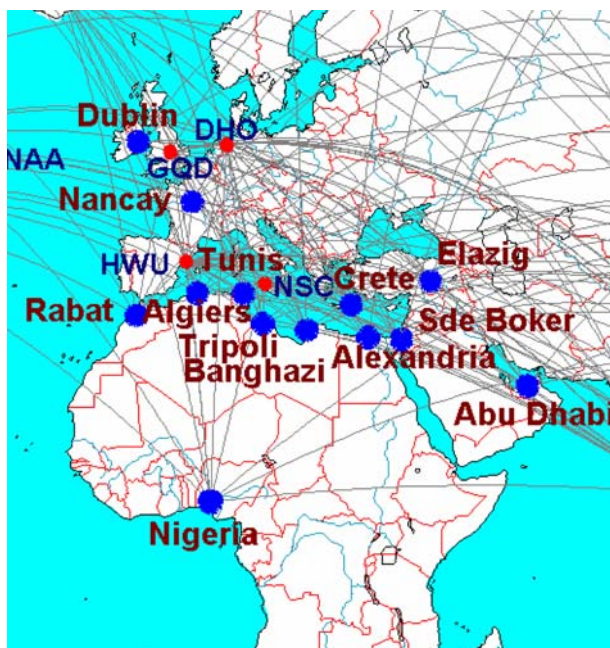 Dublin
DHO
NAA
GQD
Nancay
HWU
Tunis
NSC
Crete
Elazig
Rabat
Algiers
Sde Boker
Tripoli
Alexandria
Banghazi
Abu Dhabi
Nigeria